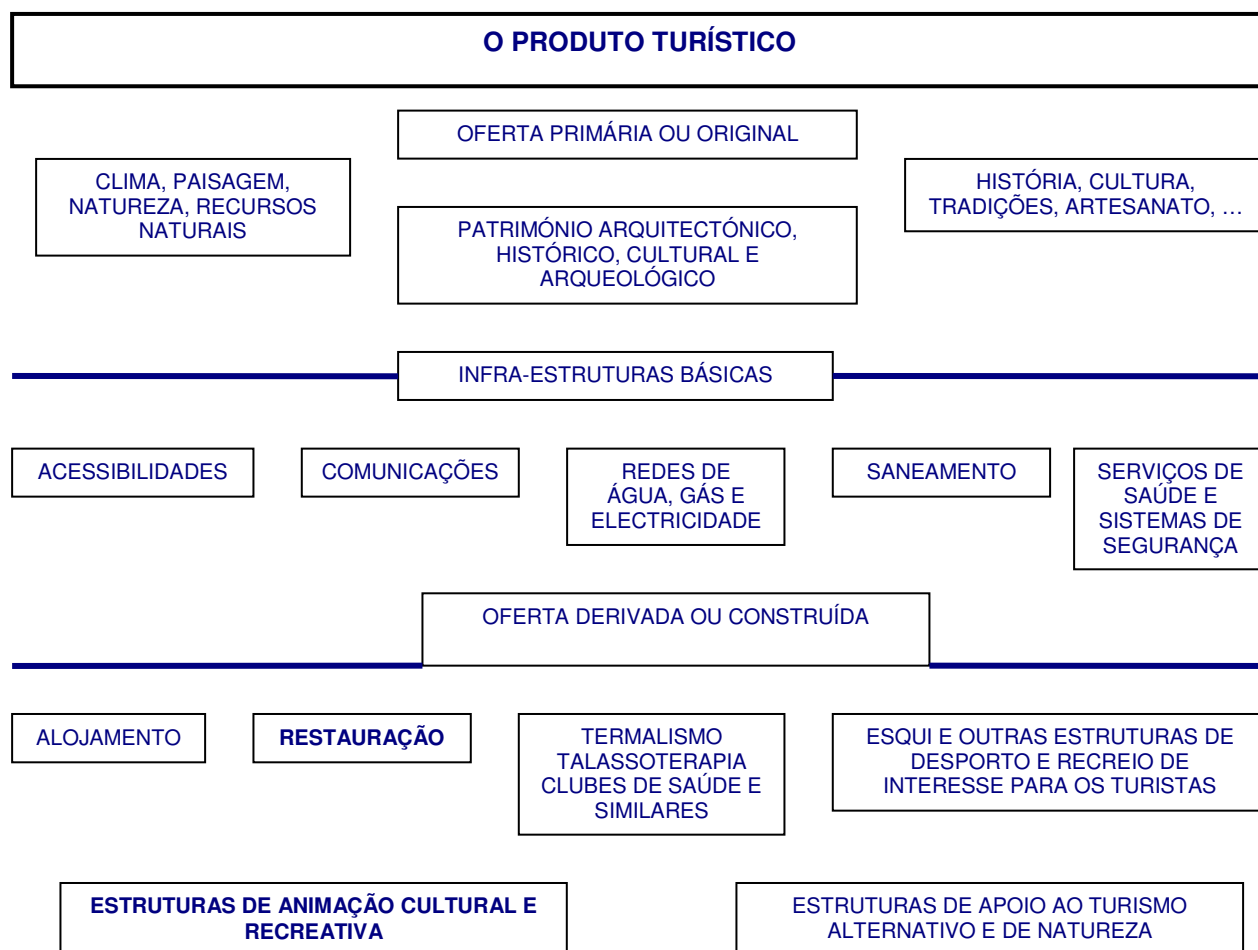 O PRODUTO TURÍSTICO
OFERTA PRIMÁRIA OU ORIGINAL
CLIMA, PAISAGEM,
NATUREZA, RECURSOS
NATURAIS
PATRIMÓNIO ARQUITECTÓNICO,
HISTÓRICO, CULTURAL E
ARQUEOLÓGICO
HISTÓRIA, CULTURA,
TRADIÇÕES, ARTESANATO, …
INFRA-ESTRUTURAS BÁSICAS
ACESSIBILIDADES
COMUNICAÇÕES
REDES DE
ÁGUA, GÁS E
ELECTRICIDADE
SANEAMENTO
SERVIÇOS DE
SAÚDE E
SISTEMAS DE
SEGURANÇA
OFERTA DERIVADA OU CONSTRUÍDA
ALOJAMENTO
RESTAURAÇÃO
TERMALISMO
TALASSOTERAPIA
CLUBES DE SAÚDE E
SIMILARES
ESQUI E OUTRAS ESTRUTURAS DE
DESPORTO E RECREIO DE
INTERESSE PARA OS TURISTAS
ESTRUTURAS DE ANIMAÇÃO CULTURAL E
RECREATIVA
ESTRUTURAS DE APOIO AO TURISMO
ALTERNATIVO E DE NATUREZA